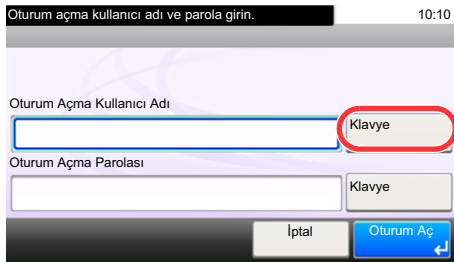 Oturum açma kullanıcı adı ve parola girin. 10:10
Oturum Açma Kullanıcı Adı
Klavye
Oturum Açma Parolası
Klavye
İptal
Oturum Aç